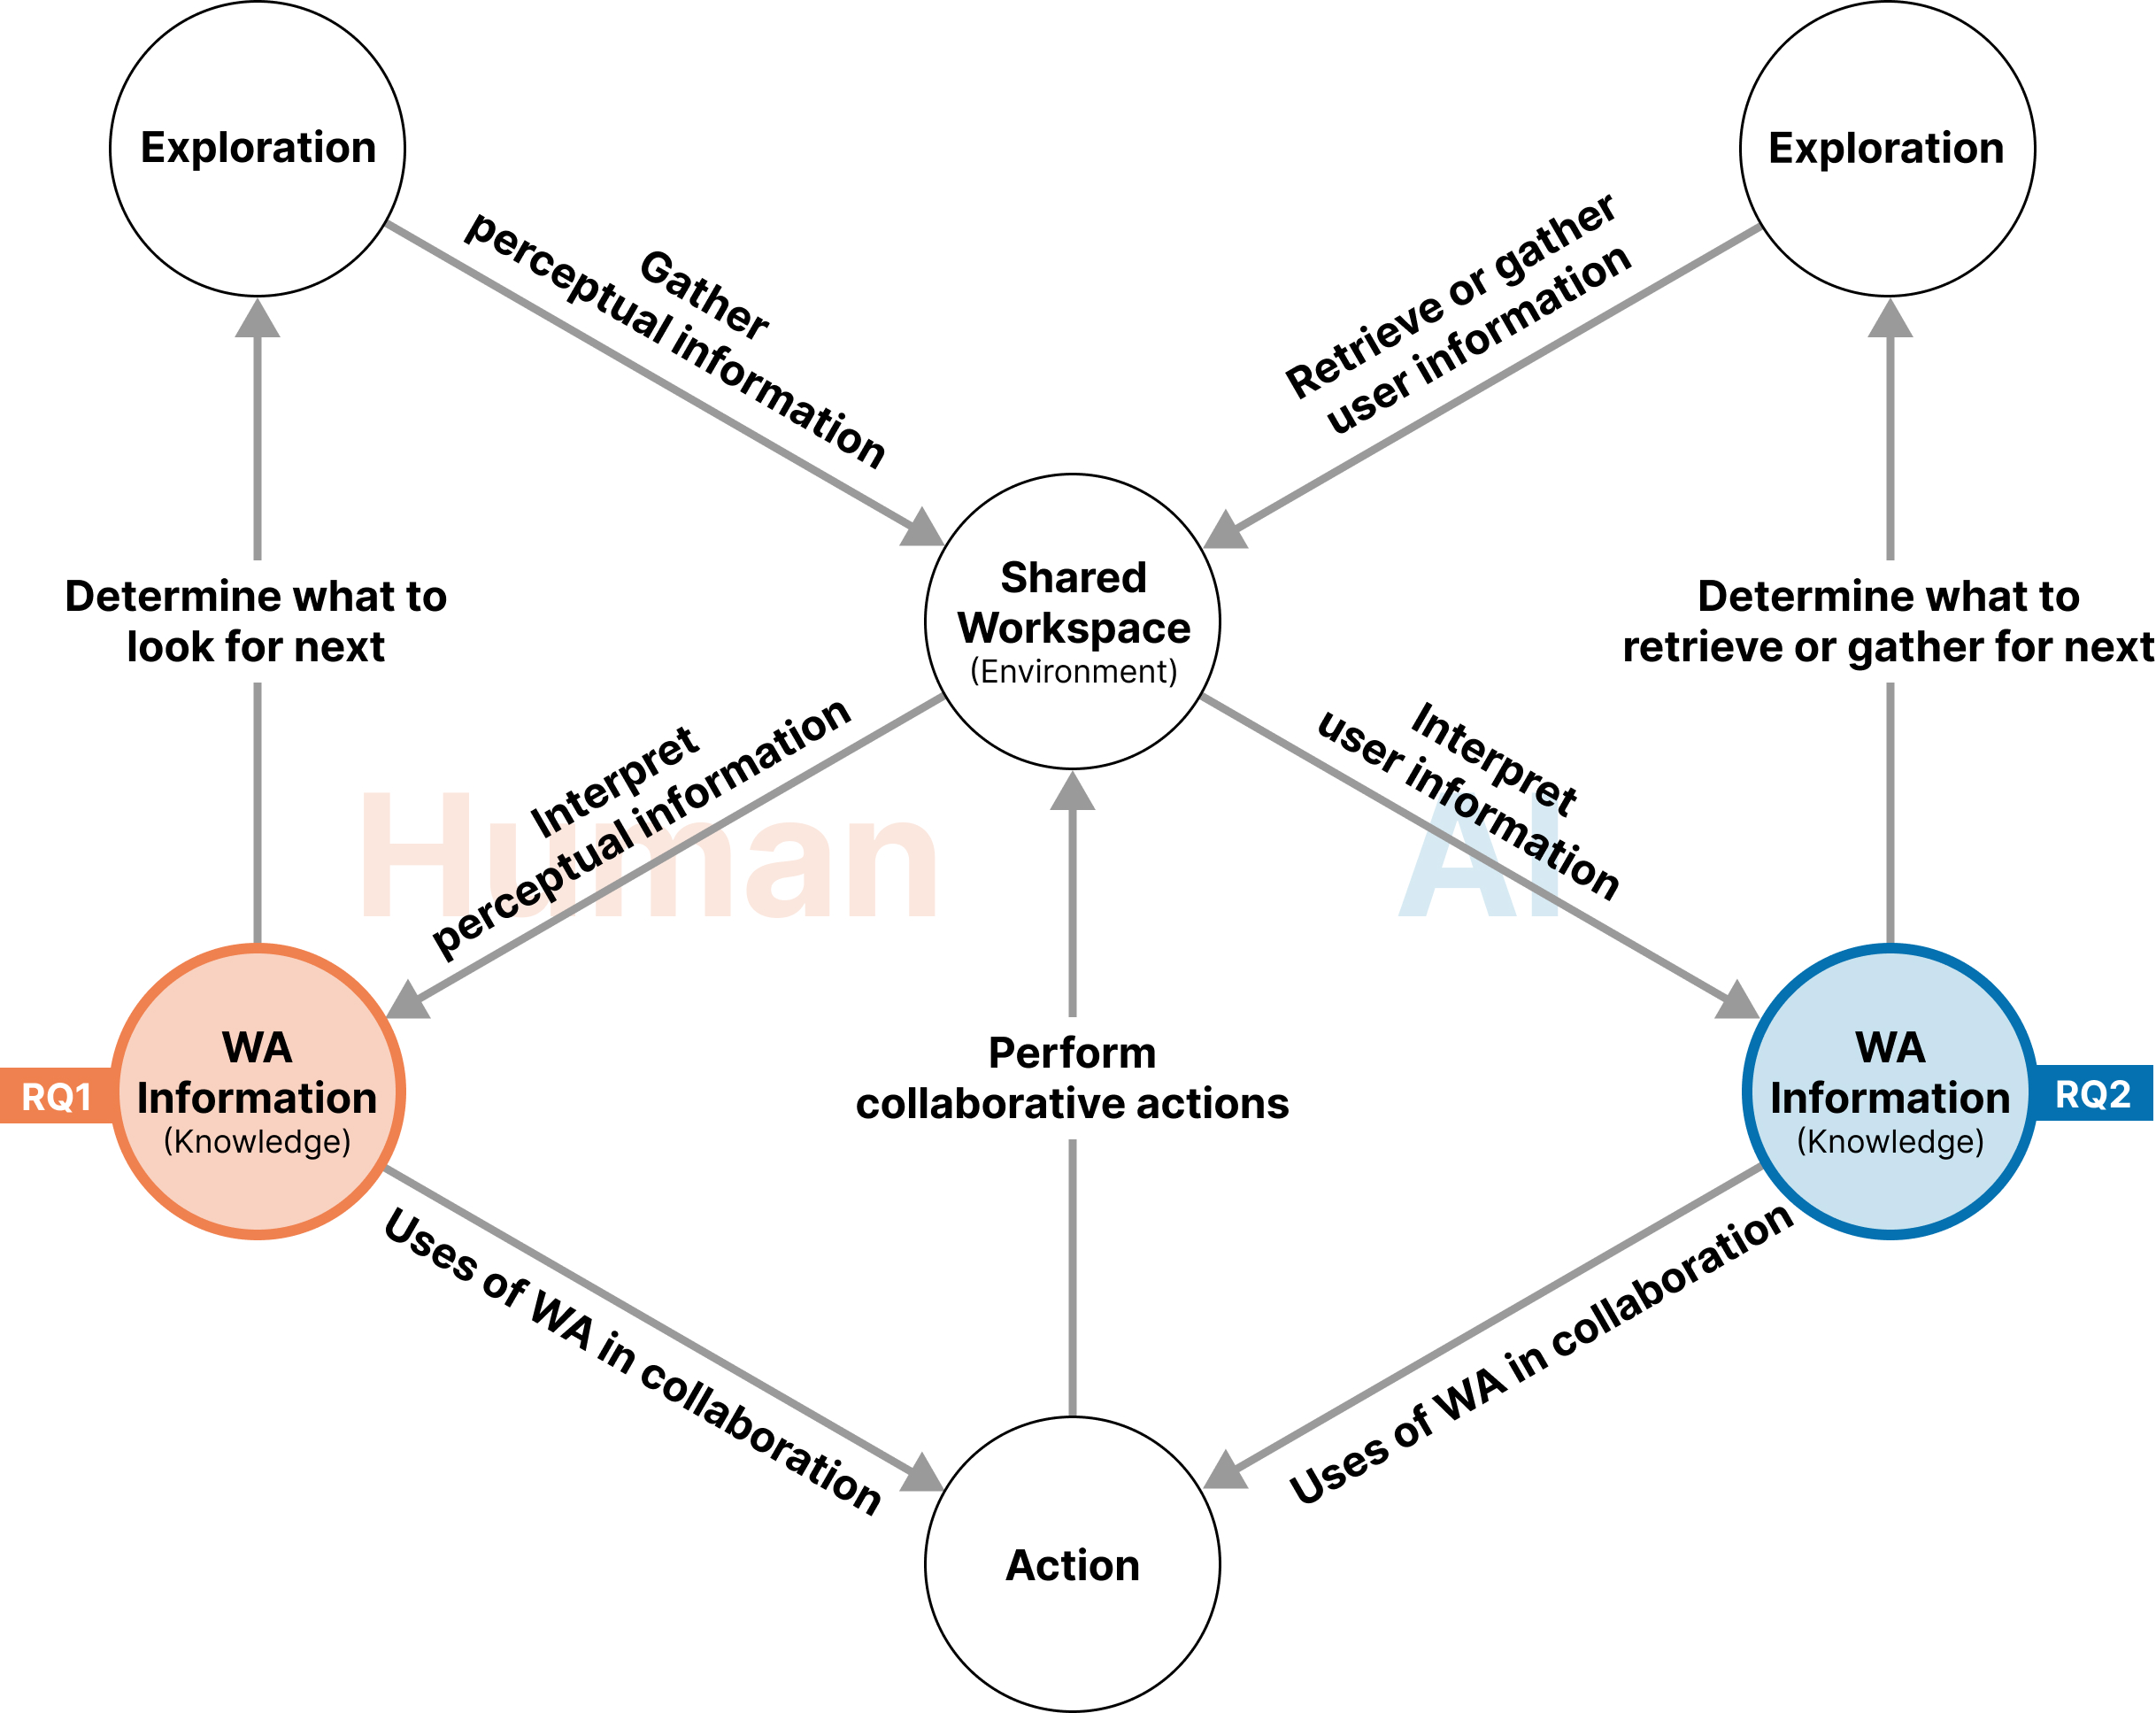 Exploration
Exploration
Gather
perceptual information
Retrieve or gather
user information
Shared
Workspace
(Environment)
Determine what to
look for next
Determine what to
retrieve or gather for next
Interpret
perceptual information
Interpret
user information
Human
AI
WA
Information
(Knowledge)
RQ1
Perform
collaborative actions
WA
Information
(Knowledge)
RQ2
Uses of WA in collaboration
Uses of WA in collaboration
Action